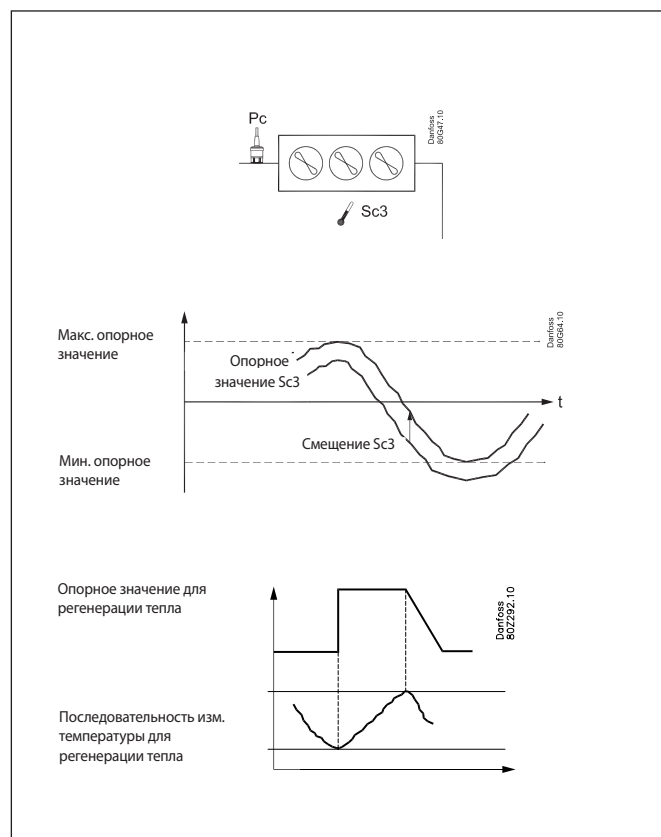 Pc
Danfoss
80G47.10
Sc3
Danfoss
80G64.10
Макс. опорное
значение
Опорное
значение Sc3
t
Смещение Sc3
Мин. опорное
значение
Опорное значение для
регенерации тепла
Danfoss
80Z292.10
Последовательность изм.
температуры для
регенерации тепла